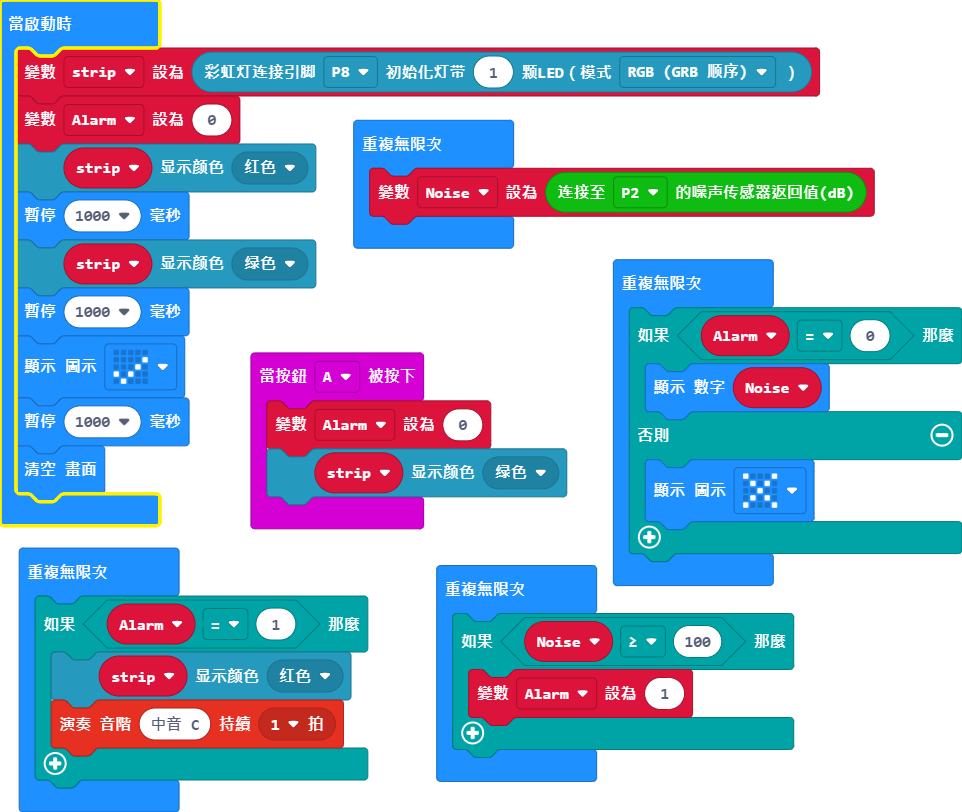 當啟動時
變數 strip 設為 彩虹灯连接引脚 P8 初始化灯带 1 颗LED(模式 RGB (GRB 顺序) )
變數 Alarm 設為 0
strip 显示颜色 红色
暫停 1000 毫秒
strip 显示颜色 绿色
暫停 1000 毫秒
顯示 圖示
暫停 1000 毫秒
清空 畫面
重複無限次
變數 Noise 設為 连接至 P2 的噪声传感器返回值(dB)
當按鈕 A 被按下
變數 Alarm 設為 0
strip 显示颜色 绿色
重複無限次
如果 Alarm = 0 那麼
顯示 數字 Noise
否則
顯示 圖示
重複無限次
如果 Alarm = 1 那麼
strip 显示颜色 红色
演奏 音階 中音 C 持續 1 拍
重複無限次
如果 Noise ≥ 100 那麼
變數 Alarm 設為 1